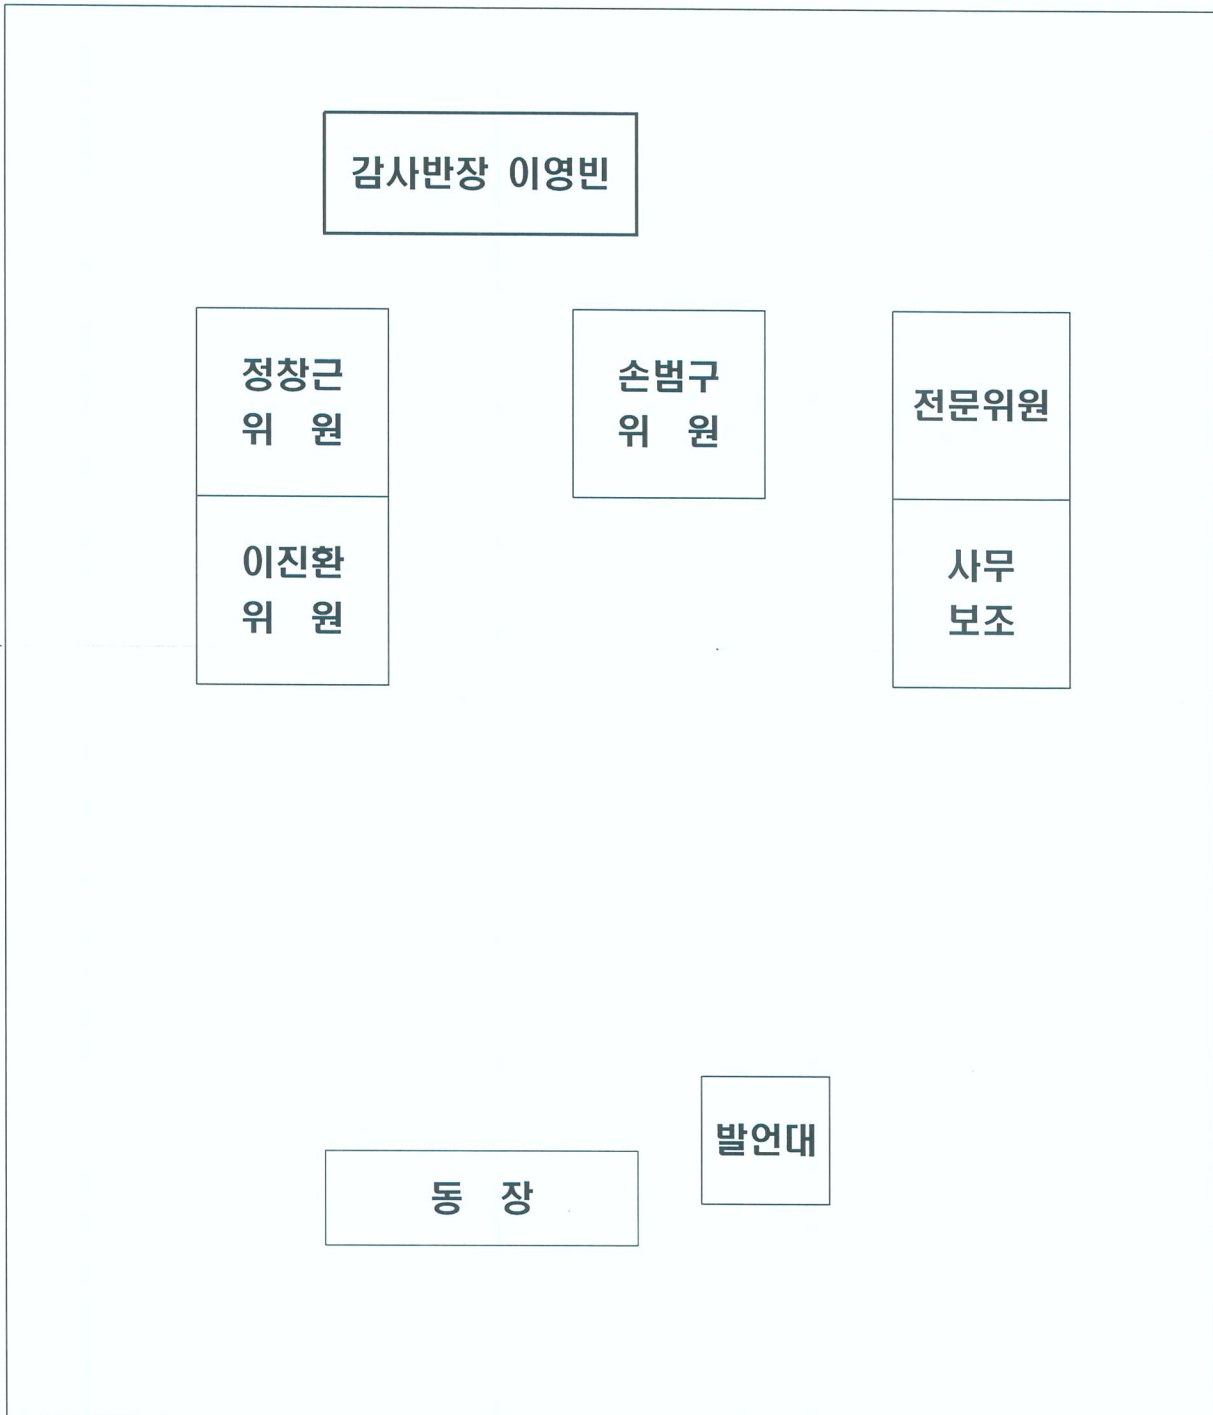 감사반장 이영빈
정창근
위 원
손범구
위 원
전문위원
이진환
위 원
사무
보조
발언대
동 장